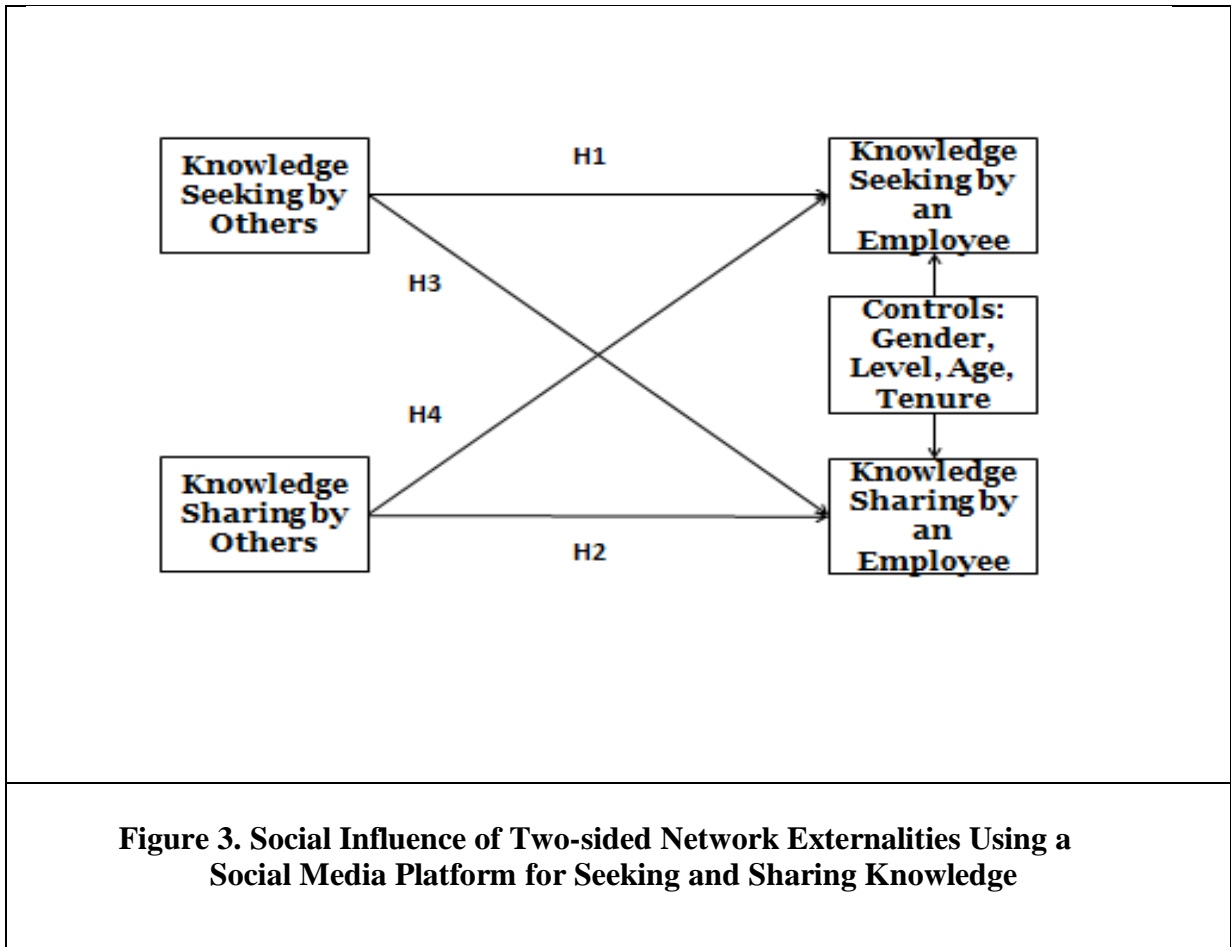 Knowledge
Seeking by
Others
H1
Knowledge
Seeking by
an
Employee
H3
Controls:
Gender,
Level, Age,
Tenure
H4
Knowledge
Sharing by
Others
H2
Knowledge
Sharing by
an
Employee
Figure 3. Social Influence of Two-sided Network Externalities Using a
Social Media Platform for Seeking and Sharing Knowledge